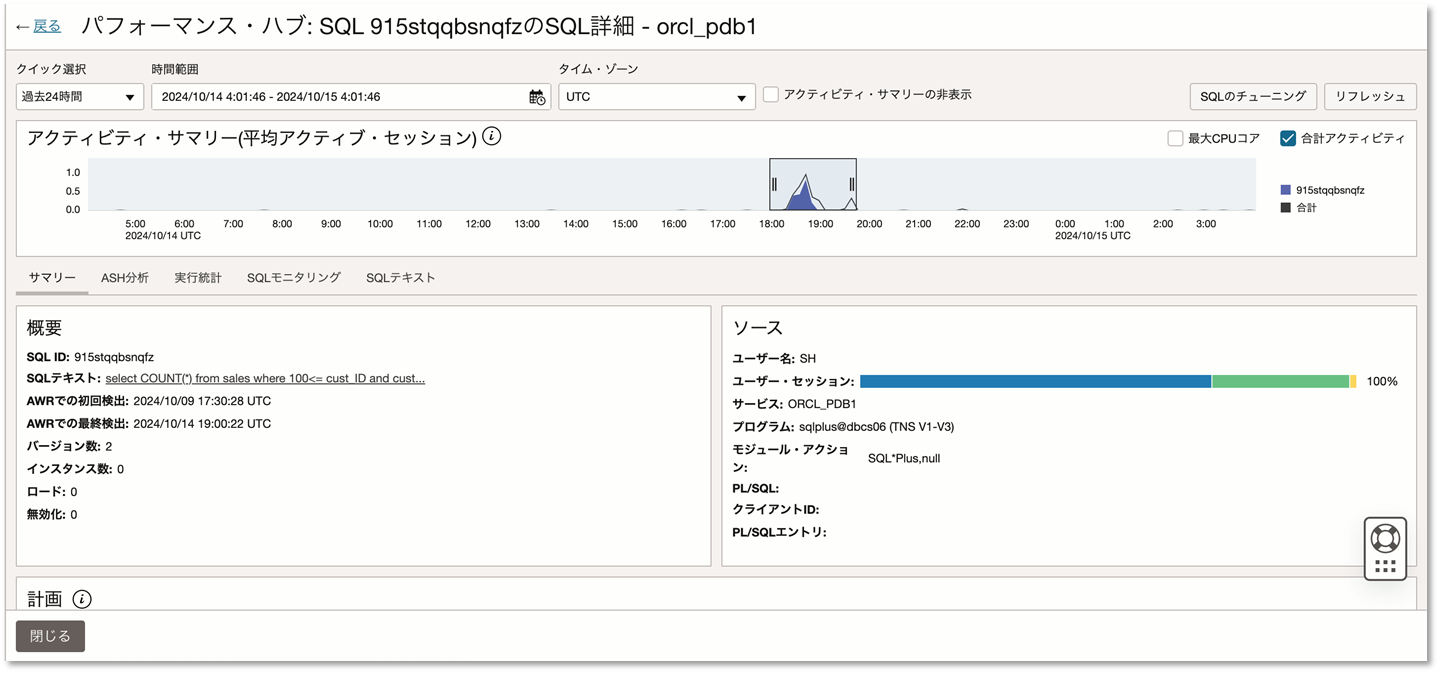 ←戻る パフォーマンス・ハブ: SQL 915stqqbsnqfzのSQL詳細 - orcl_pdb1
クイック選択 時間範囲 タイム・ゾーン
過去24時間 2024/10/14 4:01:46 - 2024/10/15 4:01:46 UTC アクティビティ・サマリーの非表示 SQLのチューニング リフレッシュ
アクティビティ・サマリー(平均アクティブ・セッション) i 最大CPUコア 合計アクティビティ
1.0
0.5
0.0
915stqqbsnqfz
合計
5:00 6:00 7:00 8:00 9:00 10:00 11:00 12:00 13:00 14:00 15:00 16:00 17:00 18:00 19:00 20:00 21:00 22:00 23:00 0:00 1:00 2:00 3:00
2024/10/14 UTC 2024/10/15 UTC
サマリー ASH分析 実行統計 SQLモニタリング SQLテキスト
概要
SQL ID: 915stqqbsnqfz
SQLテキスト: select COUNT(*) from sales where 100<= cust_ID and cust...
AWRでの初回検出: 2024/10/09 17:30:28 UTC
AWRでの最終検出: 2024/10/14 19:00:22 UTC
バージョン数: 2
インスタンス数: 0
ロード: 0
無効化: 0
ソース
ユーザー名: SH
ユーザー・セッション: 100%
サービス: ORCL_PDB1
プログラム: sqlplus@dbcs06 (TNS V1-V3)
モジュール・アクショ
ン: SQL*Plus,null
PL/SQL:
クライアントID:
PL/SQLエントリ:
計画 i
閉じる